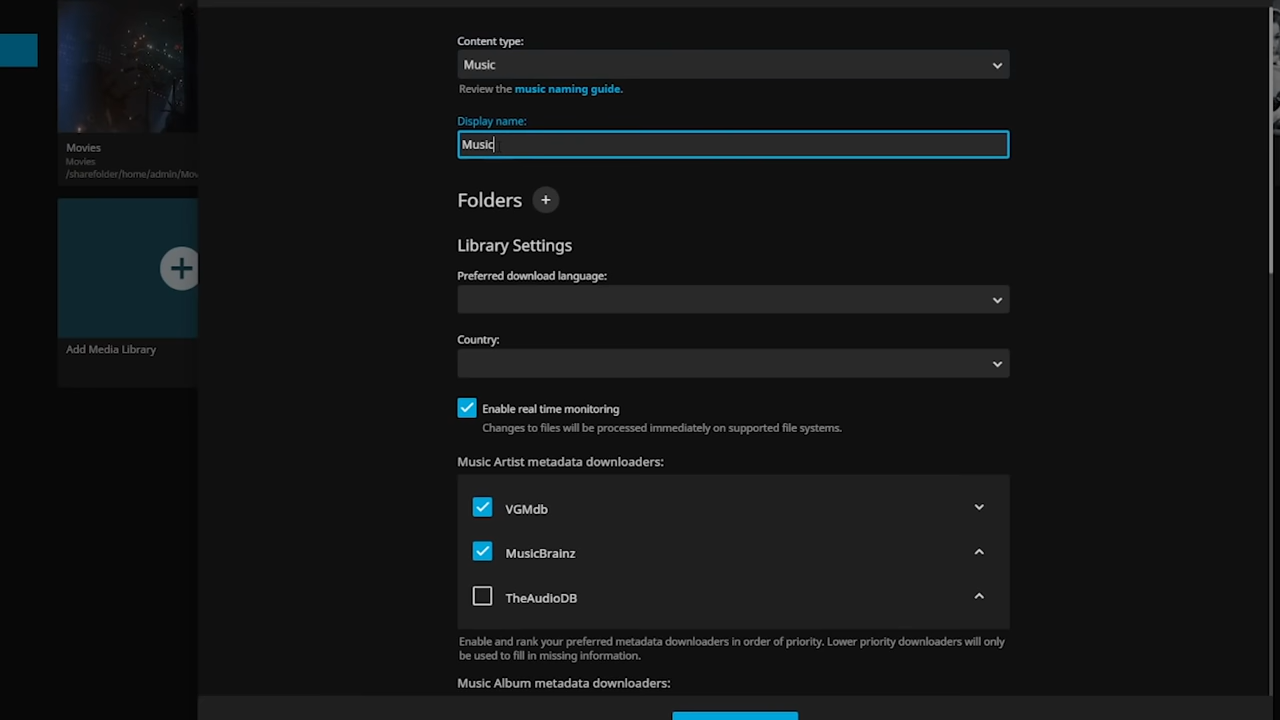 Content type:
Music
Review the music naming guide.
Display name:
Music
Folders
Library Settings
Preferred download language:
Country:
Enable real time monitoring
Changes to files will be processed immediately on supported file systems.
Music Artist metadata downloaders:
VGMdb
MusicBrainz
TheAudioDB
Enable and rank your preferred metadata downloaders in order of priority. Lower priority downloaders will only
be used to fill in missing information.
Music Album metadata downloaders:
Movies
Movies
/sharefolder/home/admin/Mov
Add Media Library